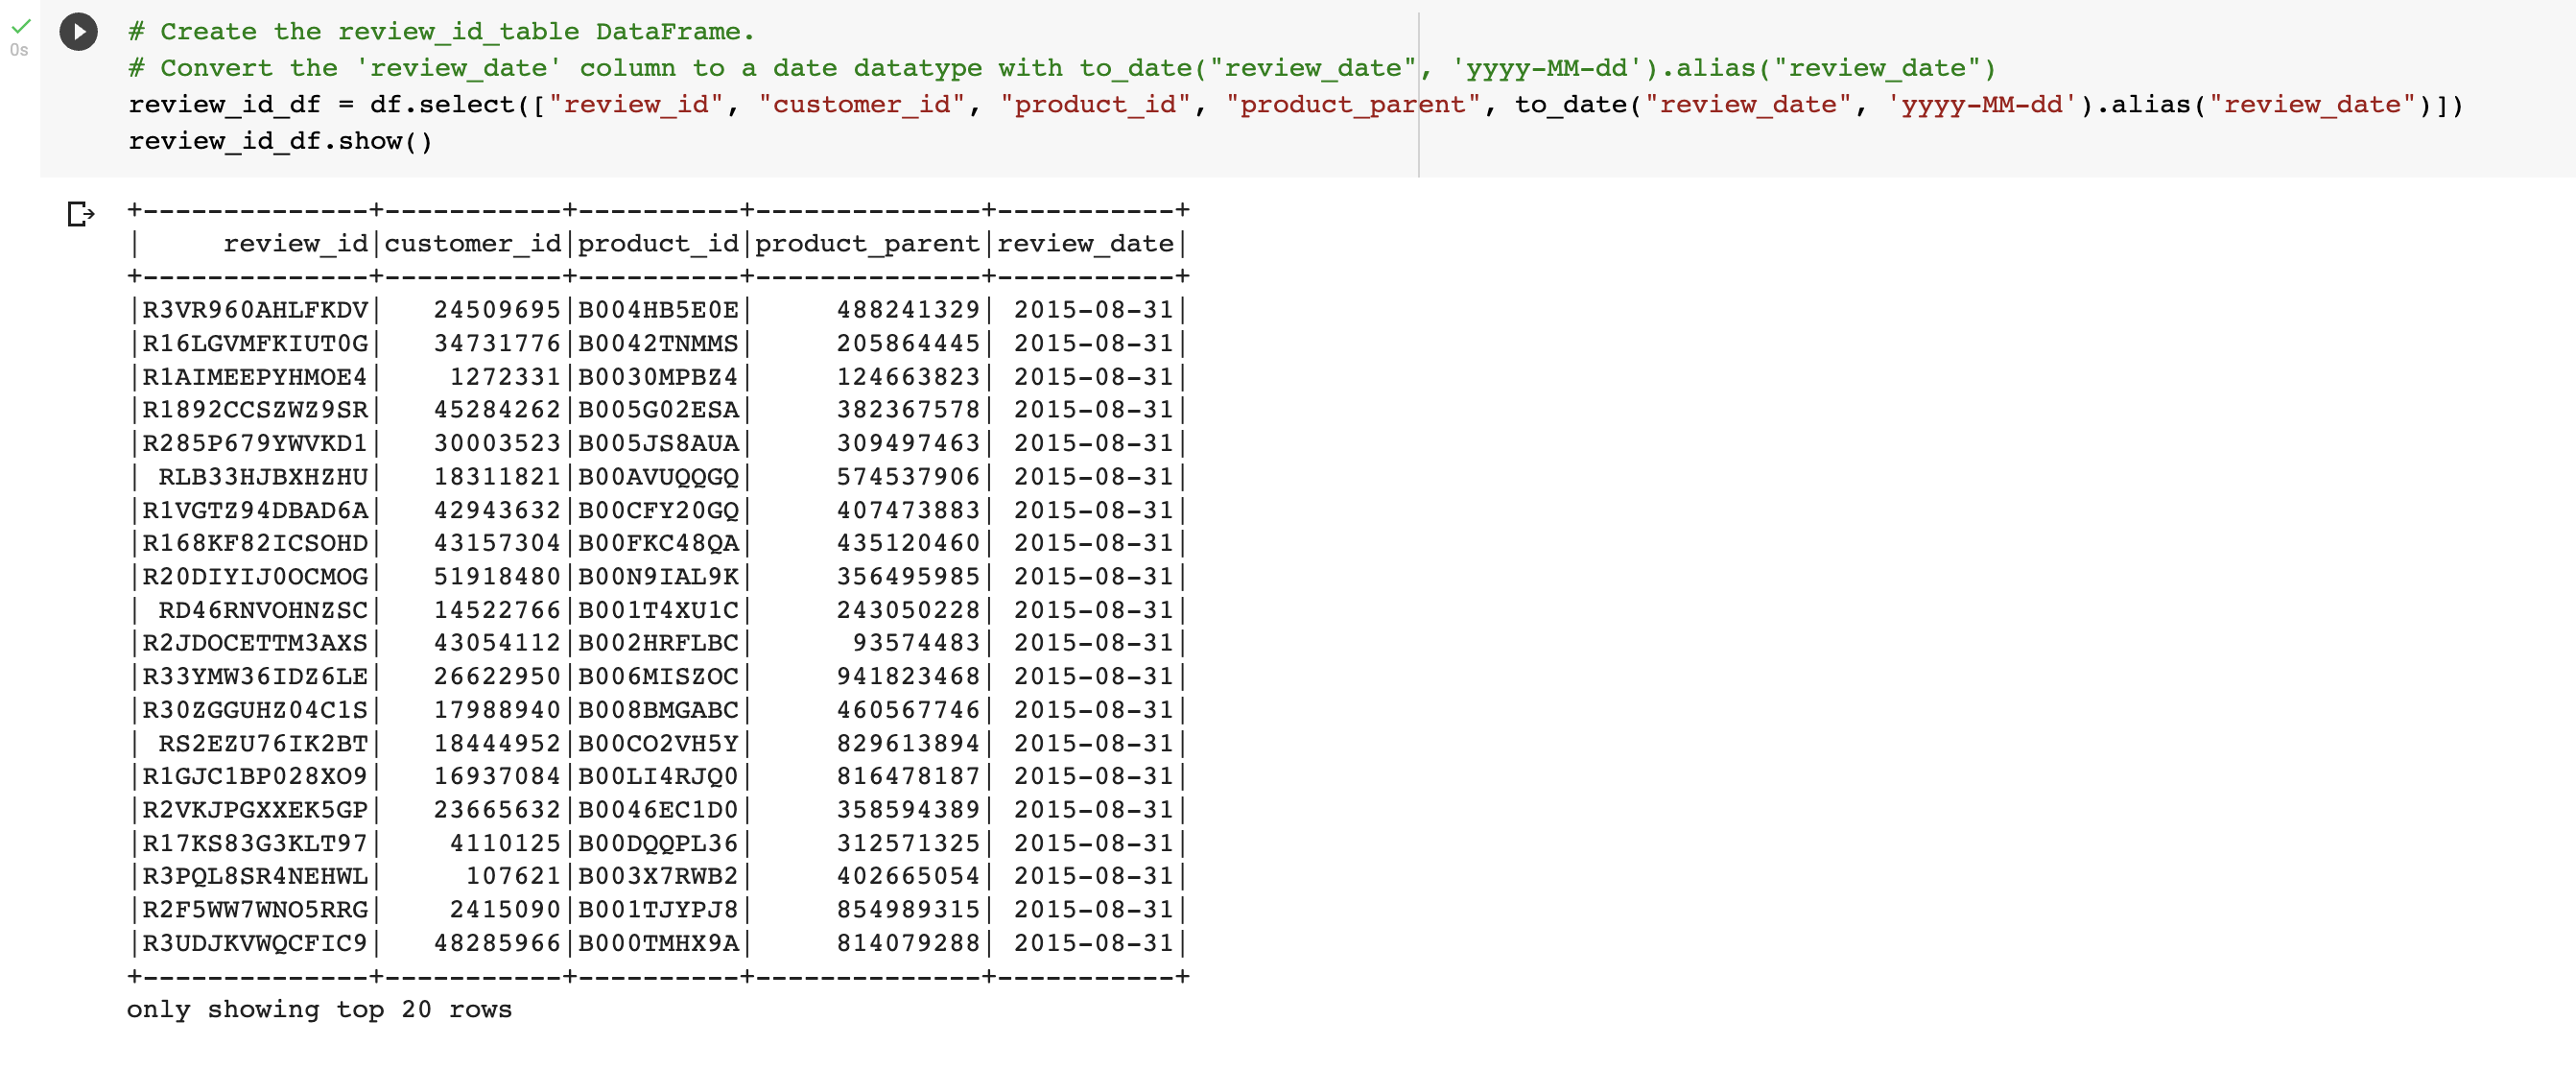 0s
# Create the review_id_table DataFrame.
# Convert the 'review_date' column to a date datatype with to_date("review_date", 'yyyy-MM-dd').alias("review_date")
review_id_df = df.select(["review_id", "customer_id", "product_id", "product_parent", to_date("review_date", 'yyyy-MM-dd').alias("review_date")])
review_id_df.show()
+--------------+-----------+----------+--------------+-----------+
|     review_id|customer_id|product_id|product_parent|review_date|
+--------------+-----------+----------+--------------+-----------+
|R3VR960AHLFKDV|   24509695|B004HB5E0E|     488241329| 2015-08-31|
|R16LGVMFKIUT0G|   34731776|B0042TNMMS|     205864445| 2015-08-31|
|R1AIMEEPYHMOE4|    1272331|B0030MPBZ4|     124663823| 2015-08-31|
|R1892CCSZWZ9SR|   45284262|B005G02ESA|     382367578| 2015-08-31|
|R285P679YWVKD1|   30003523|B005JS8AUA|     309497463| 2015-08-31|
| RLB33HJBXHZHU|   18311821|B00AVUQQGQ|     574537906| 2015-08-31|
|R1VGTZ94DBAD6A|   42943632|B00CFY20GQ|     407473883| 2015-08-31|
|R168KF82ICSOHD|   43157304|B00FKC48QA|     435120460| 2015-08-31|
|R20DIYIJ0OCMOG|   51918480|B00N9IAL9K|     356495985| 2015-08-31|
| RD46RNVOHNZSC|   14522766|B001T4XU1C|     243050228| 2015-08-31|
|R2JDOCETTM3AXS|   43054112|B002HRFLBC|      93574483| 2015-08-31|
|R33YMW36IDZ6LE|   26622950|B006MISZOC|     941823468| 2015-08-31|
|R30ZGGUHZ04C1S|   17988940|B008BMGABC|     460567746| 2015-08-31|
| RS2EZU76IK2BT|   18444952|B00CO2VH5Y|     829613894| 2015-08-31|
|R1GJC1BP028XO9|   16937084|B00LI4RJQ0|     816478187| 2015-08-31|
|R2VKJPGXXEK5GP|   23665632|B0046EC1D0|     358594389| 2015-08-31|
|R17KS83G3KLT97|    4110125|B00DQQPL36|     312571325| 2015-08-31|
|R3PQL8SR4NEHWL|     107621|B003X7RWB2|     402665054| 2015-08-31|
|R2F5WW7WNO5RRG|    2415090|B001TJYPJ8|     854989315| 2015-08-31|
|R3UDJKVWQCFIC9|   48285966|B000TMHX9A|     814079288| 2015-08-31|
+--------------+-----------+----------+--------------+-----------+
only showing top 20 rows